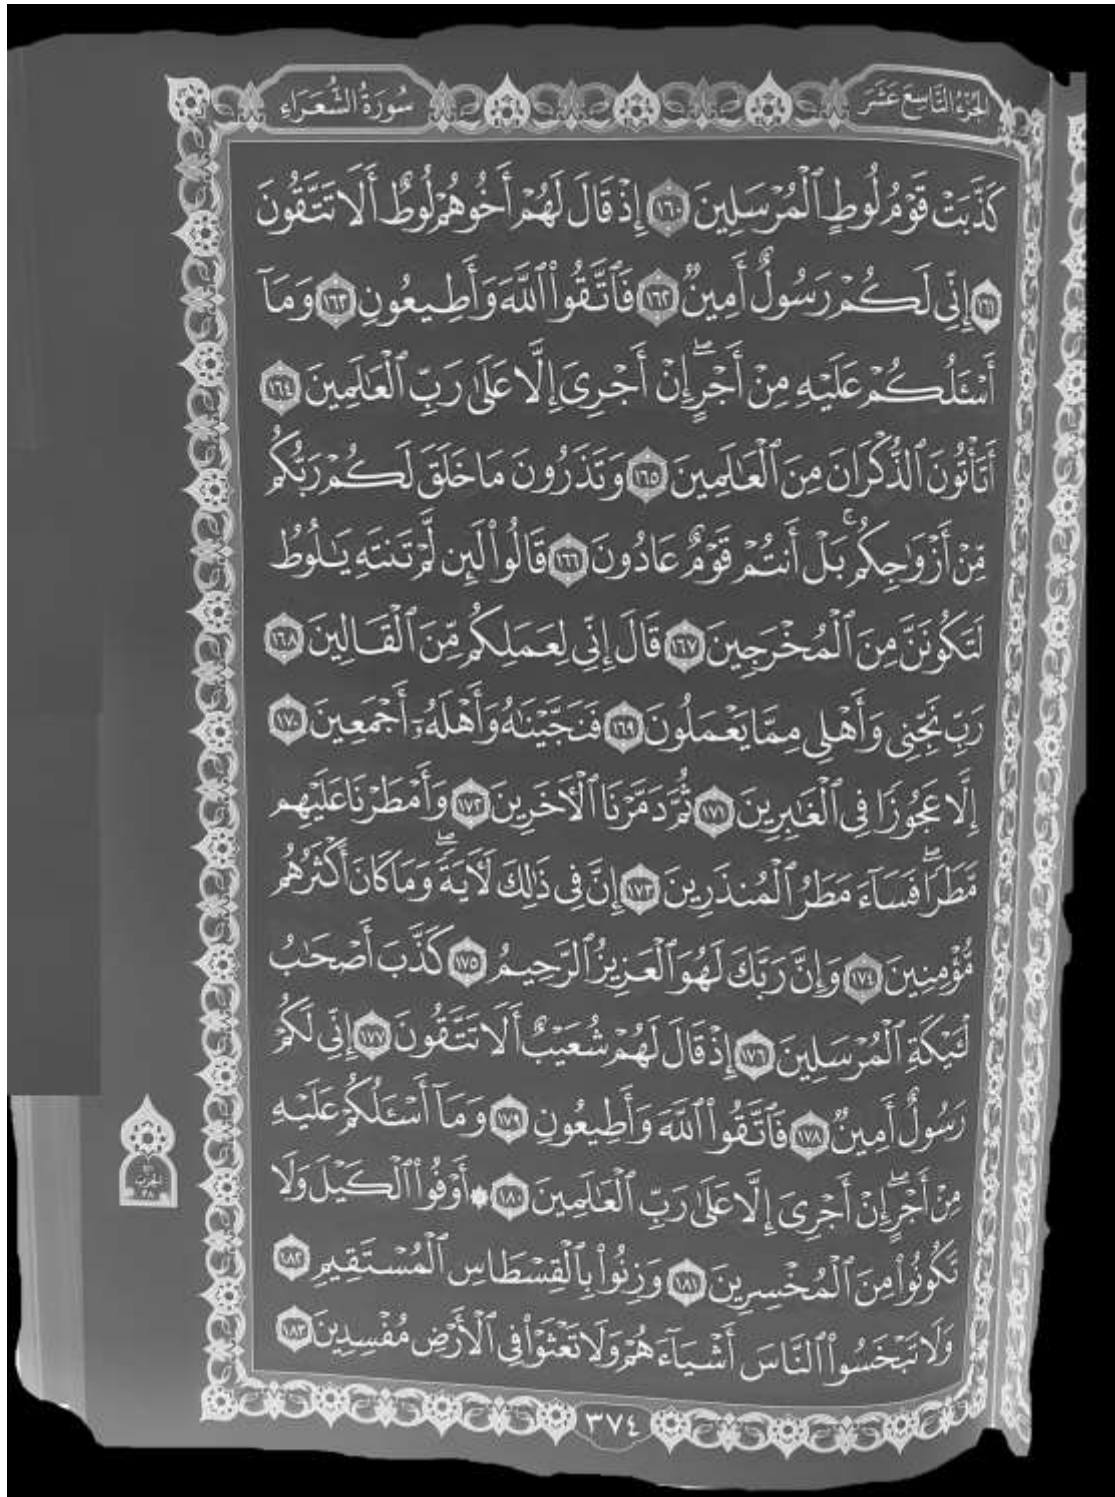 الجزء التاسع عشر
سورة الشعراء
كَذَّبَتْ قَوْمُ لُوطٍ ٱلْمُرْسَلِينَ ١٦٠ إِذْ قَالَ لَهُمْ أَخُوهُمْ لُوطٌ أَلَا تَتَّقُونَ
١٦١ إِنِّى لَكُمْ رَسُولٌ أَمِينٌ ١٦٢ فَٱتَّقُوا۟ ٱللَّهَ وَأَطِيعُونِ ١٦٣ وَمَآ
أَسْـَٔلُكُمْ عَلَيْهِ مِنْ أَجْرٍ ۖ إِنْ أَجْرِىَ إِلَّا عَلَىٰ رَبِّ ٱلْعَـٰلَمِينَ ١٦٤
أَتَأْتُونَ ٱلذُّكْرَانَ مِنَ ٱلْعَـٰلَمِينَ ١٦٥ وَتَذَرُونَ مَا خَلَقَ لَكُمْ رَبُّكُم
مِّنْ أَزْوَٰجِكُم ۚ بَلْ أَنتُمْ قَوْمٌ عَادُونَ ١٦٦ قَالُوا۟ لَئِن لَّمْ تَنتَهِ يَـٰلُوطُ
لَتَكُونَنَّ مِنَ ٱلْمُخْرَجِينَ ١٦٧ قَالَ إِنِّى لِعَمَلِكُم مِّنَ ٱلْقَالِينَ ١٦٨
رَبِّ نَجِّنِى وَأَهْلِى مِمَّا يَعْمَلُونَ ١٦٩ فَنَجَّيْنَـٰهُ وَأَهْلَهُۥٓ أَجْمَعِينَ ١٧٠
إِلَّا عَجُوزًا فِى ٱلْغَـٰبِرِينَ ١٧١ ثُمَّ دَمَّرْنَا ٱلْـَٔاخَرِينَ ١٧٢ وَأَمْطَرْنَا عَلَيْهِم
مَّطَرًا ۖ فَسَآءَ مَطَرُ ٱلْمُنذَرِينَ ١٧٣ إِنَّ فِى ذَٰلِكَ لَـَٔايَةً ۖ وَمَا كَانَ أَكْثَرُهُم
مُّؤْمِنِينَ ١٧٤ وَإِنَّ رَبَّكَ لَهُوَ ٱلْعَزِيزُ ٱلرَّحِيمُ ١٧٥ كَذَّبَ أَصْحَـٰبُ
لْـَٔيْكَةِ ٱلْمُرْسَلِينَ ١٧٦ إِذْ قَالَ لَهُمْ شُعَيْبٌ أَلَا تَتَّقُونَ ١٧٧ إِنِّى لَكُمْ
رَسُولٌ أَمِينٌ ١٧٨ فَٱتَّقُوا۟ ٱللَّهَ وَأَطِيعُونِ ١٧٩ وَمَآ أَسْـَٔلُكُمْ عَلَيْهِ
مِنْ أَجْرٍ ۖ إِنْ أَجْرِىَ إِلَّا عَلَىٰ رَبِّ ٱلْعَـٰلَمِينَ ١٨٠ ۞ أَوْفُوا۟ ٱلْكَيْلَ وَلَا
تَكُونُوا۟ مِنَ ٱلْمُخْسِرِينَ ١٨١ وَزِنُوا۟ بِٱلْقِسْطَاسِ ٱلْمُسْتَقِيمِ ١٨٢
وَلَا تَبْخَسُوا۟ ٱلنَّاسَ أَشْيَآءَهُمْ وَلَا تَعْثَوْا۟ فِى ٱلْأَرْضِ مُفْسِدِينَ ١٨٣
الحزب
٣٨
٣٧٤